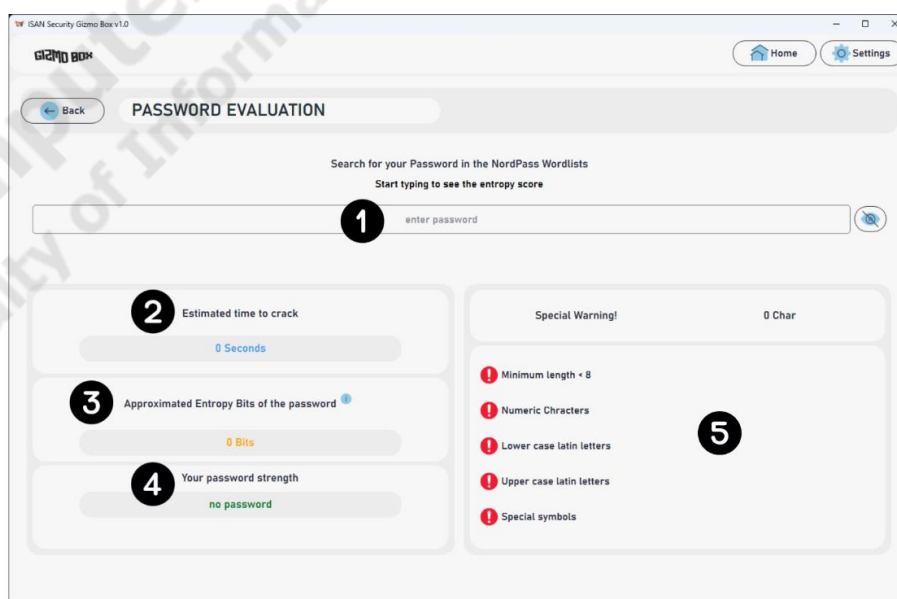 ISAN Security Gizmo Box v1.0
GIZMO BOX
Home
Settings
Back
PASSWORD EVALUATION
Search for your Password in the NordPass Wordlists
Start typing to see the entropy score
1
enter password
2
Estimated time to crack
0 Seconds
3
Approximated Entropy Bits of the password
0 Bits
4
Your password strength
no password
Special Warning!
0 Char
Minimum length < 8
Numeric Chracters
Lower case latin letters
Upper case latin letters
Special symbols
5